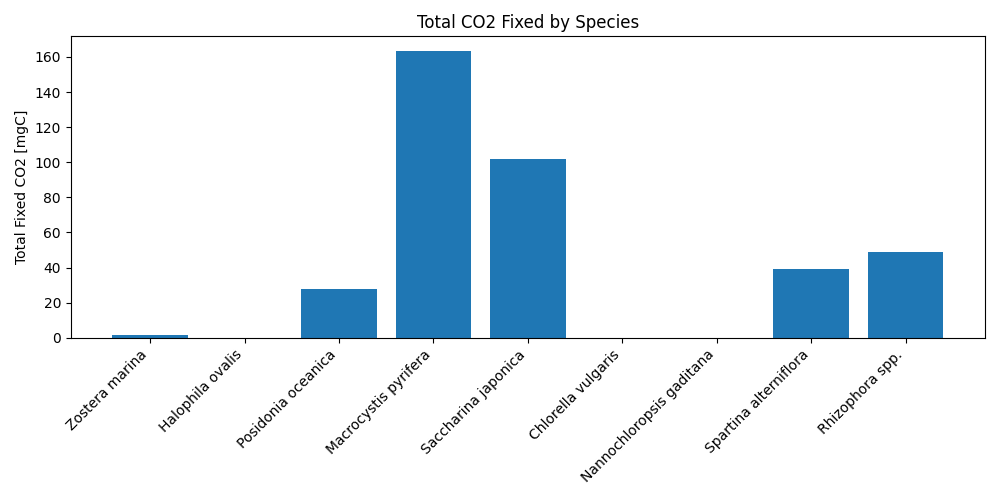 Total CO2 Fixed by Species
Total Fixed CO2 [mgC]
160
140
120
100
80
60
40
20
0
Zostera marina
Halophila ovalis
Posidonia oceanica
Macrocystis pyrifera
Saccharina japonica
Chlorella vulgaris
Nannochloropsis gaditana
Spartina alterniflora
Rhizophora spp.